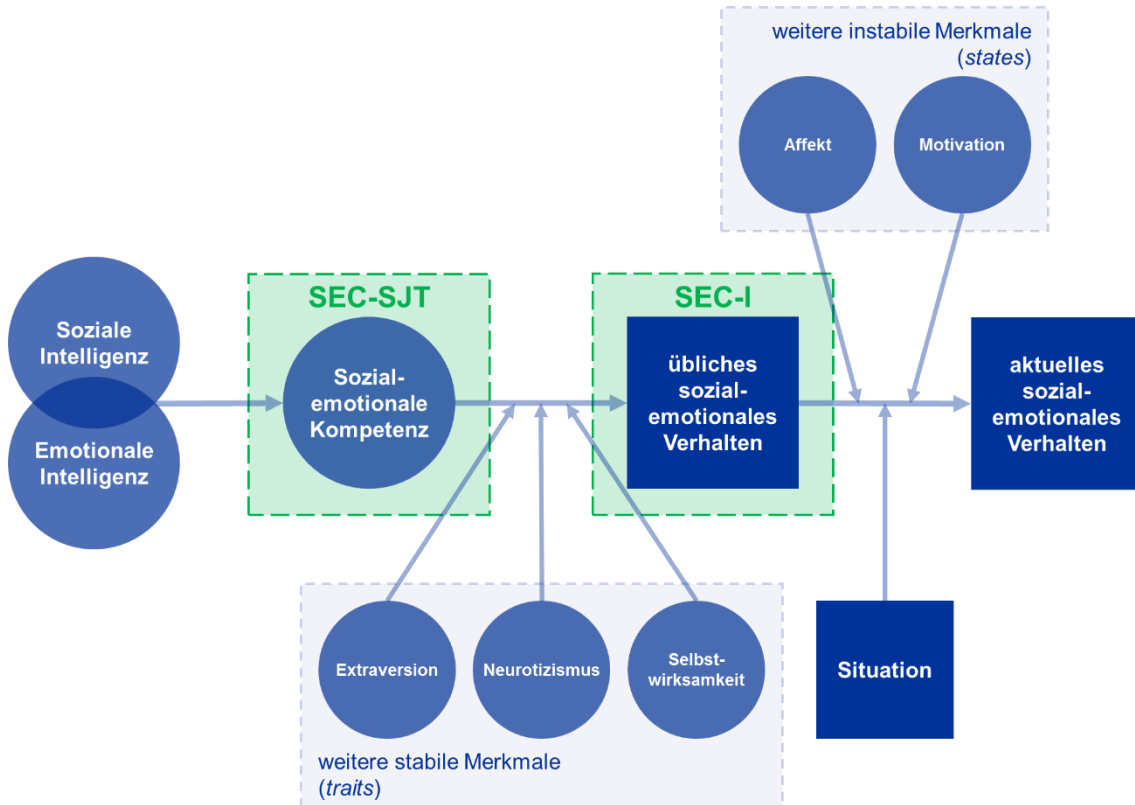 weitere instabile Merkmale
(states)
Affekt
Motivation
Soziale
Intelligenz
Emotionale
Intelligenz
SEC-SJT
Sozial-
emotionale
Kompetenz
SEC-I
übliches
sozial-
emotionales
Verhalten
aktuelles
sozial-
emotionales
Verhalten
Extraversion
Neurotizismus
Selbst-
wirksamkeit
weitere stabile Merkmale
(traits)
Situation